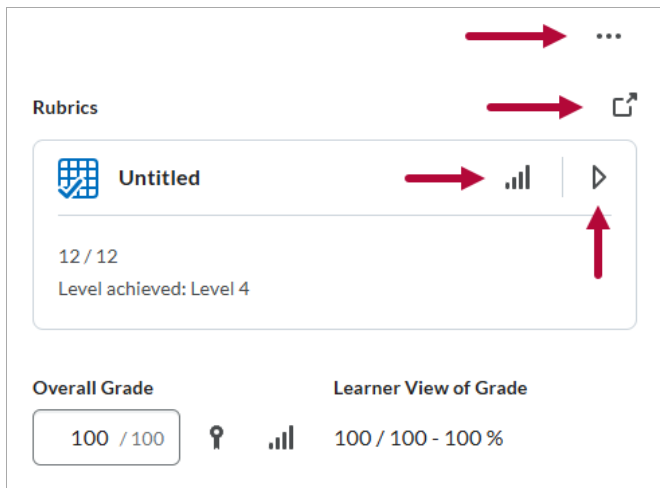 Rubrics
Untitled
12 / 12
Level achieved: Level 4
Overall Grade
Learner View of Grade
100 / 100
100 / 100 - 100 %